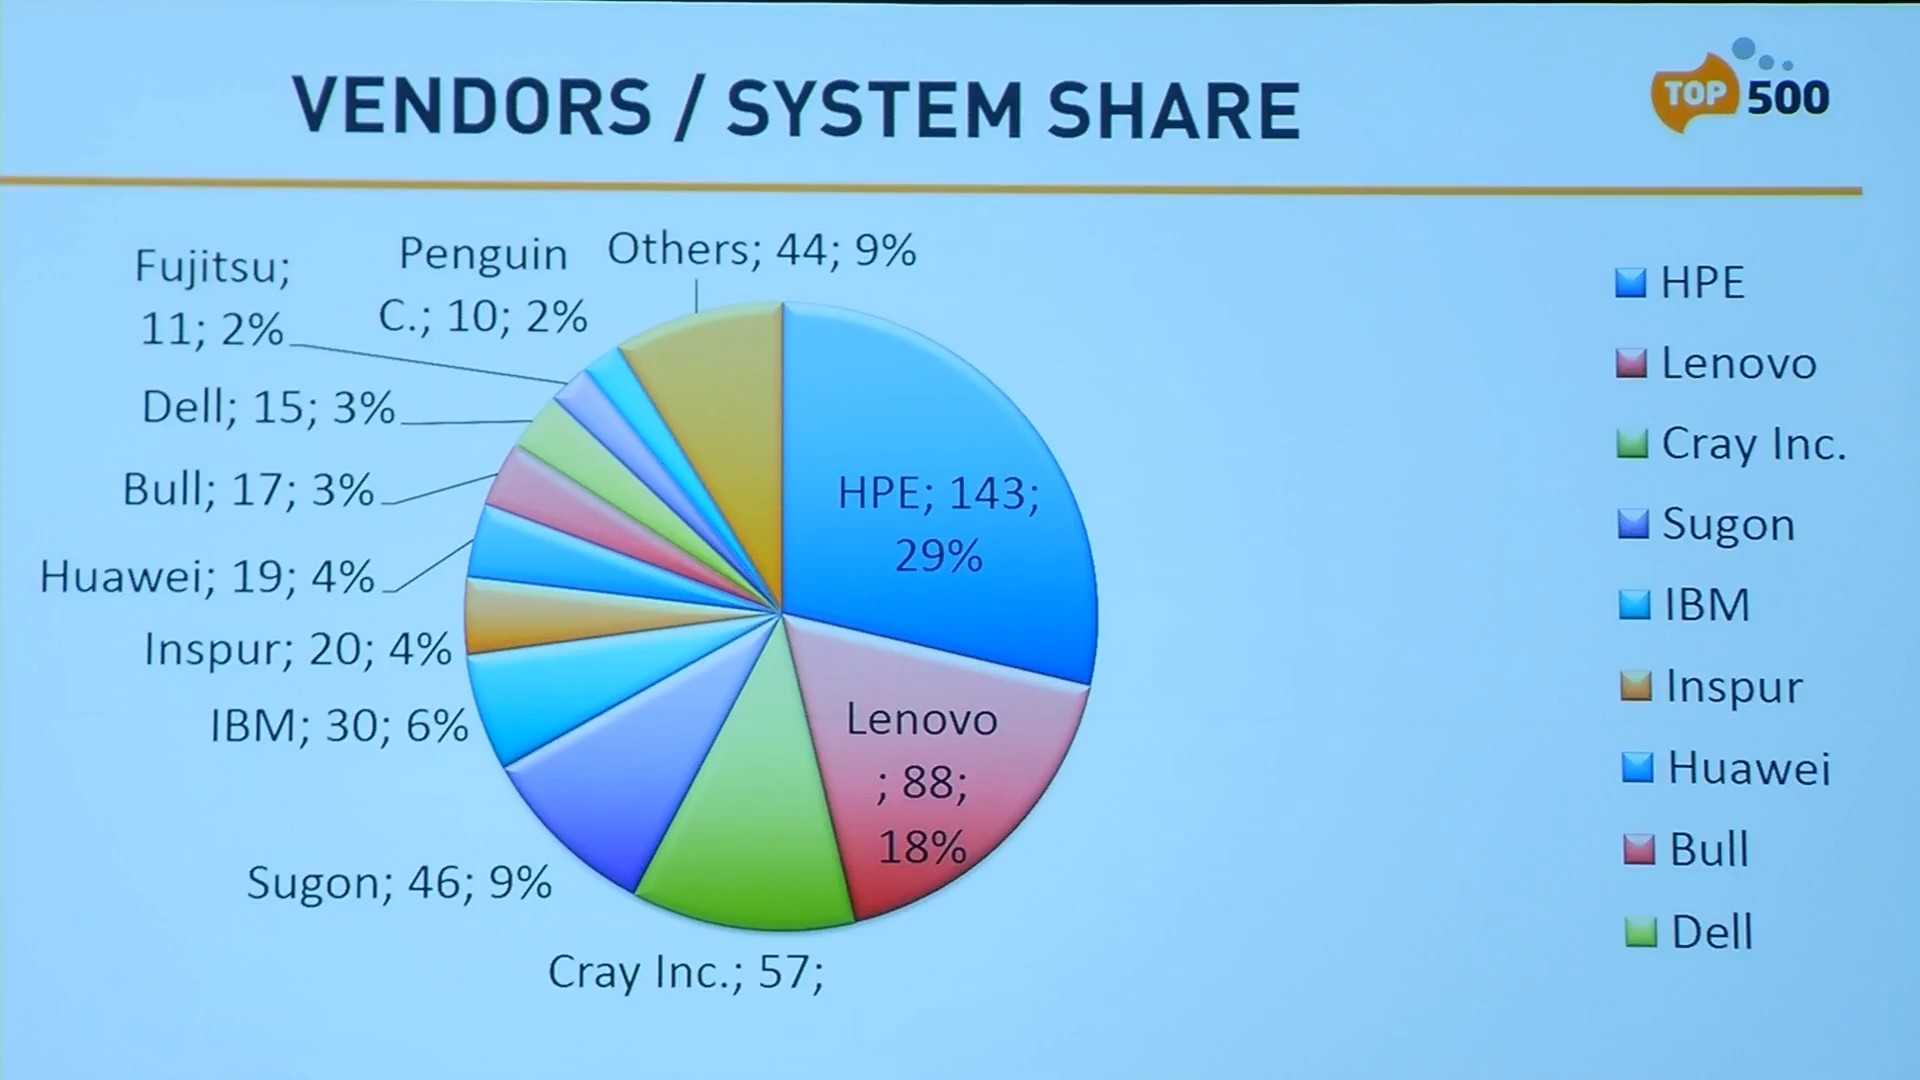 VENDORS / SYSTEM SHARE
TOP 500
Fujitsu;
11; 2%
Penguin
C.; 10; 2%
Others; 44; 9%
Dell; 15; 3%
Bull; 17; 3%
Huawei; 19; 4%
Inspur; 20; 4%
IBM; 30; 6%
Sugon; 46; 9%
Cray Inc.; 57;
HPE; 143;
29%
Lenovo
; 88;
18%
HPE
Lenovo
Cray Inc.
Sugon
IBM
Inspur
Huawei
Bull
Dell